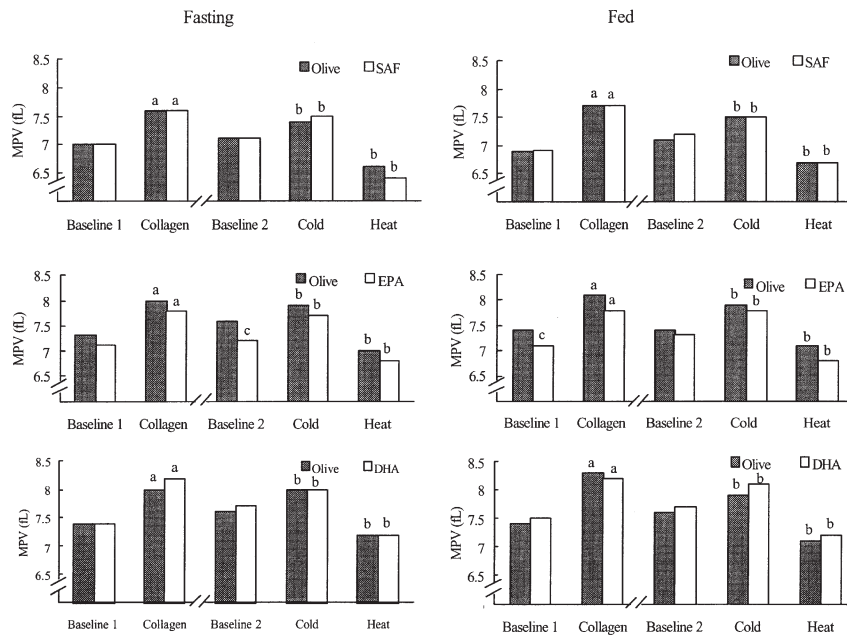 Fasting
Fed
8.5
8
7.5
7
6.5
MPV (fL)
Olive SAF
a a b b b b
Baseline 1 Collagen Baseline 2 Cold Heat
8.5
8
7.5
7
6.5
MPV (fL)
Olive SAF
a a b b b b
Baseline 1 Collagen Baseline 2 Cold Heat
8.5
8
7.5
7
6.5
MPV (fL)
Olive EPA
a a c b b b b
Baseline 1 Collagen Baseline 2 Cold Heat
8.5
8
7.5
7
6.5
MPV (fL)
Olive EPA
c a a b b b b
Baseline 1 Collagen Baseline 2 Cold Heat
8.5
8
7.5
7
6.5
MPV (fL)
Olive DHA
a a b b b b
Baseline 1 Collagen Baseline 2 Cold Heat
8.5
8
7.5
7
6.5
MPV (fL)
Olive DHA
a a b b b b
Baseline 1 Collagen Baseline 2 Cold Heat